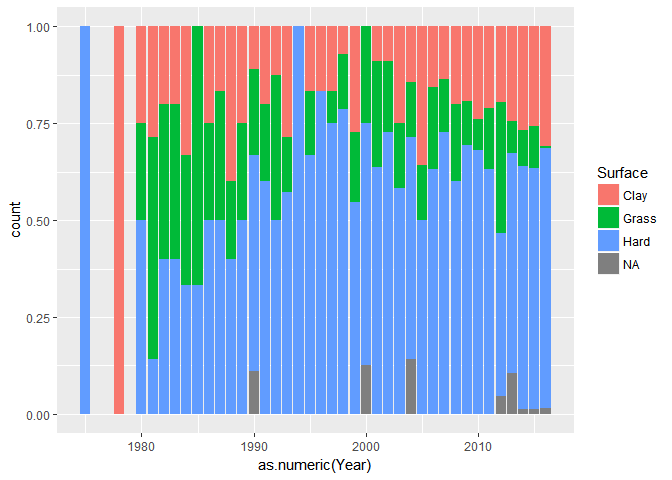 1.00
0.75
0.50
0.25
0.00
count
1980
1990
2000
2010
as.numeric(Year)
Surface
Clay
Grass
Hard
NA